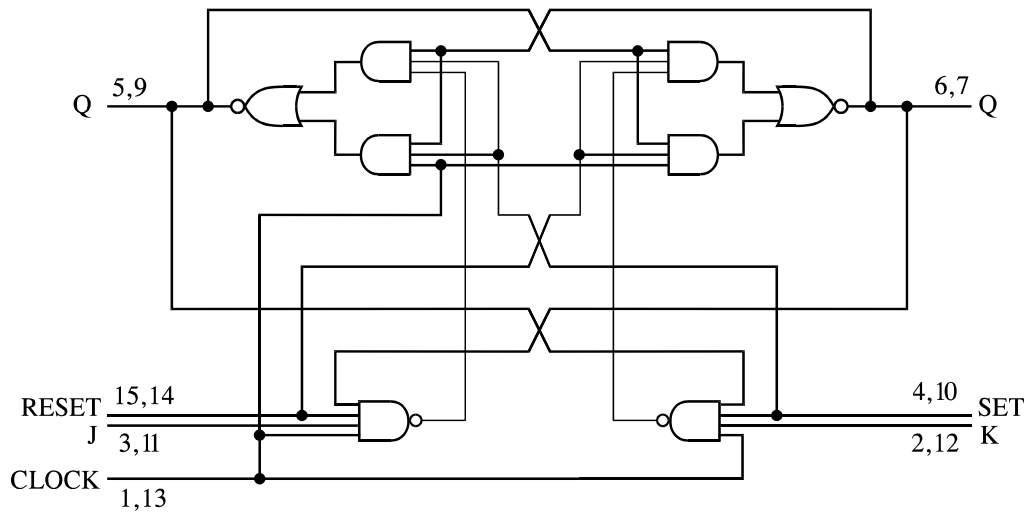 5,9
Q
6,7
Q
15,14
RESET
J
3,11
CLOCK
1,13
4,10
SET
K
2,12